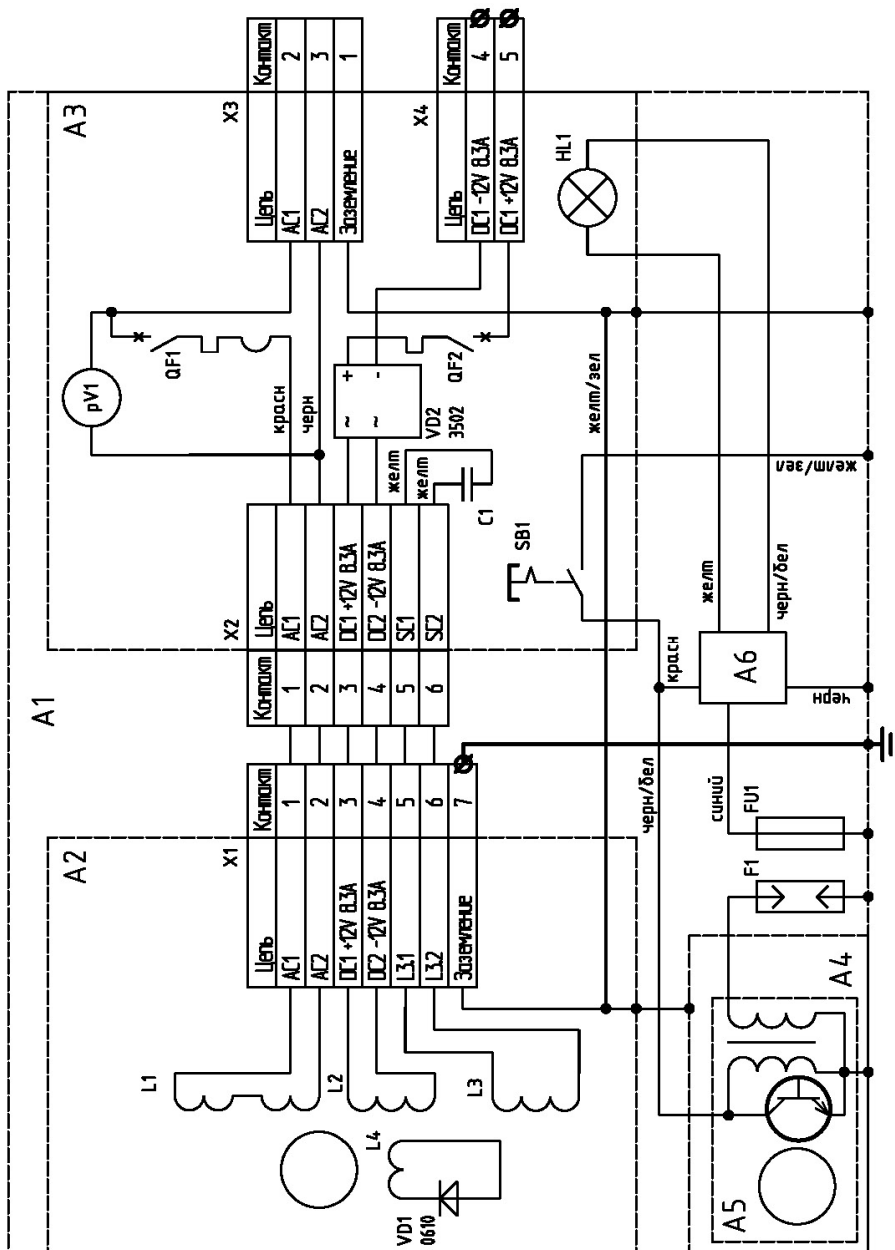 A1
A2
A3
pV1
QF1
L1
L2
L3
L4
VD1
0610
X1
Цепь Контакт
AC1 1
AC2 2
DC1 +12V 8.3A 3
DC2 -12V 8.3A 4
L3.1 5
L3.2 6
Заземление 7
X2
Контакт Цепь
1 AC1
2 AC2
3 DC1 +12V 8.3A
4 DC2 -12V 8.3A
5 SC1
6 SC2
красн
черн
~ +
~ -
VD2
3502
QF2
желт
желт
C1
X3
Цепь Контакт
AC1 2
AC2 3
Заземление 1
X4
Цепь Контакт
DC1 -12V 8.3A 4
DC1 +12V 8.3A 5
SB1
HL1
желт/зел
черн/бел
красн
синий
желт
черн/бел
A6
черн
желт/зел
F1
FU1
A4
A5